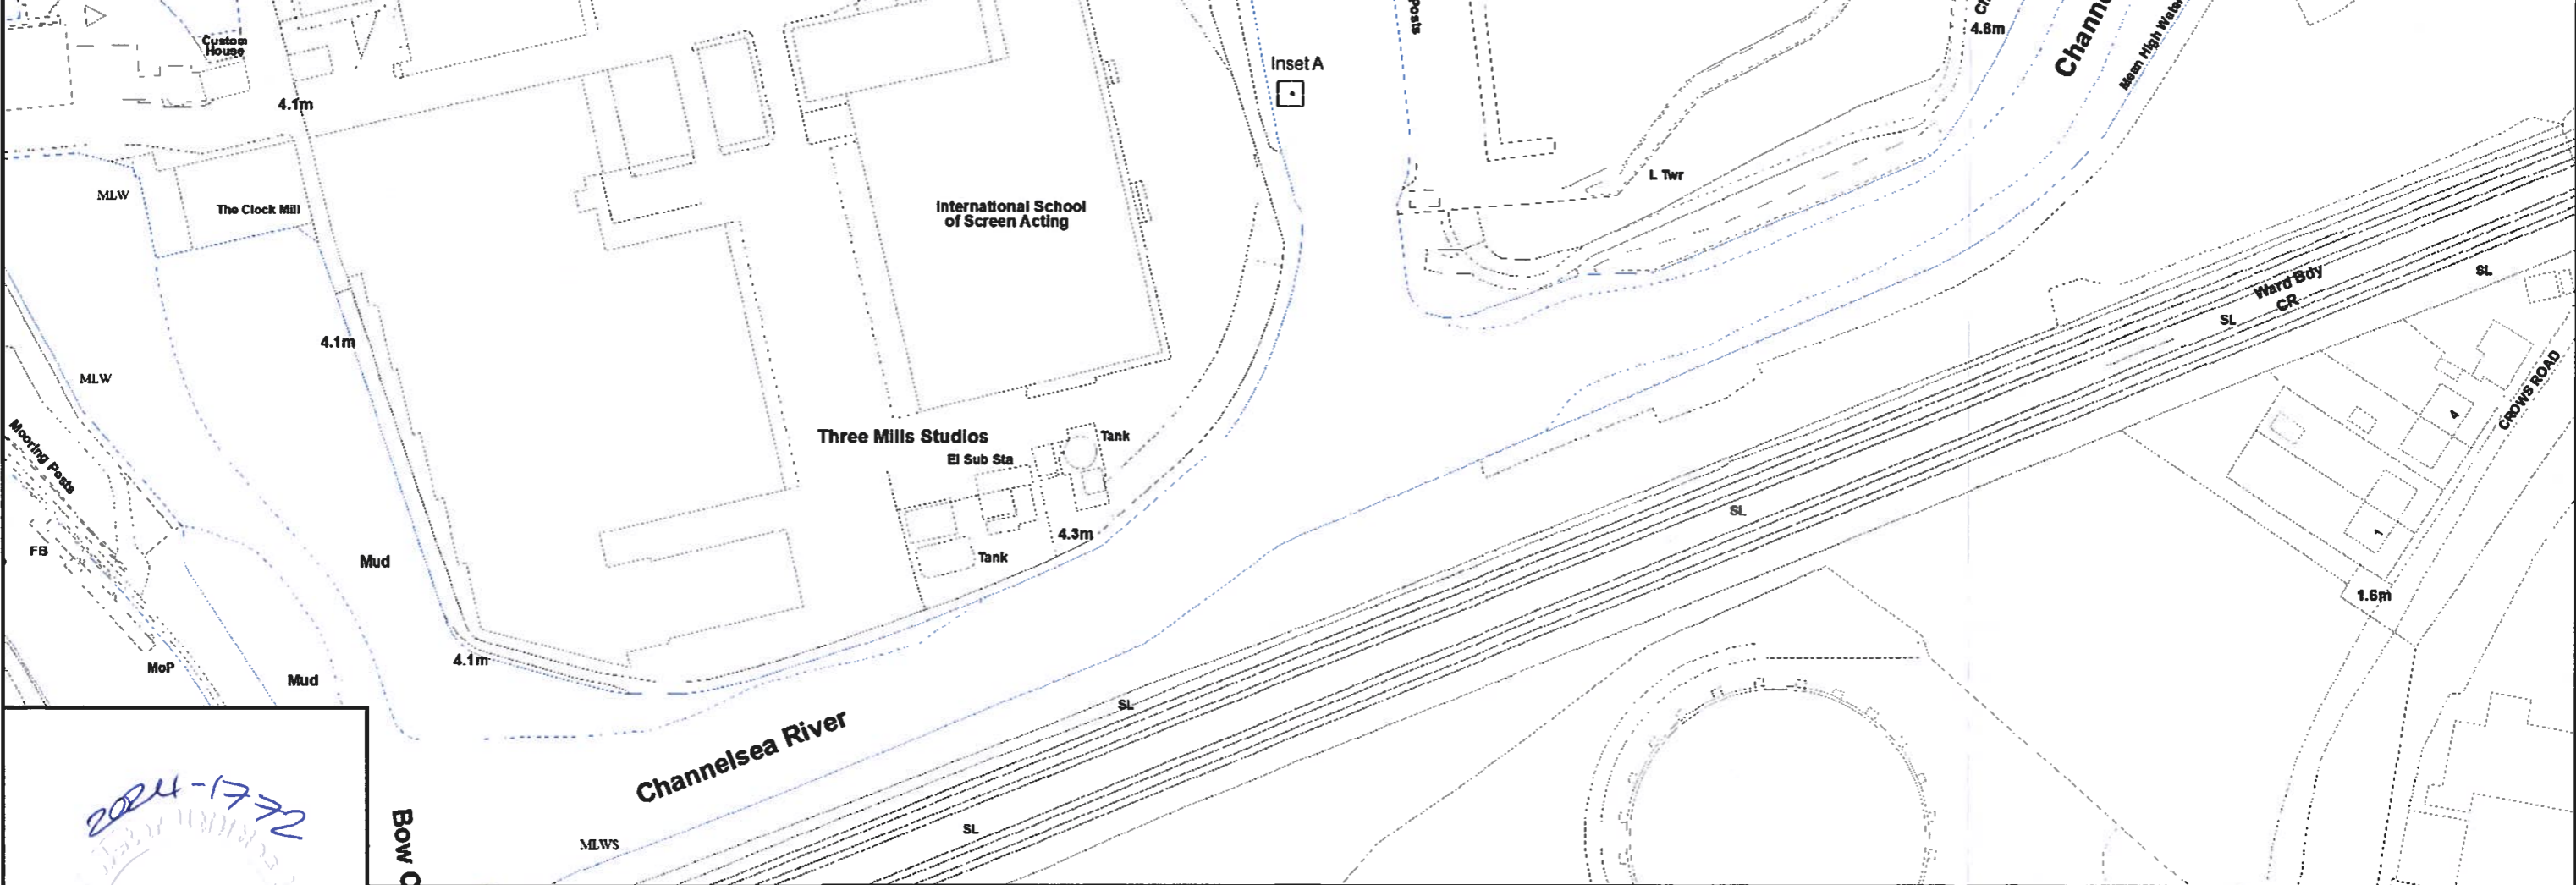 Custom
House
4.1m
Posts
Inset A
4.8m
Mean High Water
L Twr
MLW
The Clock Mill
International School
of Screen Acting
Ward Bdy
CR
SL
SL
4.1m
MLW
CROWS ROAD
4
Mooring Posts
Three Mills Studios
Tank
El Sub Sta
SL
1
4.3m
FB
Mud
Tank
1.6m
4.1m
MoP
Mud
SL
Channelsea River
2024-1772
Bow
SL
MLWS